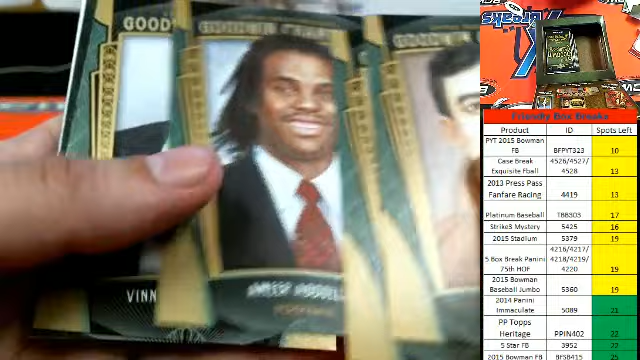 GOOD
GOODWIN
Friendly Box Breaks
Product ID Spots Left
PYT 2015 Bowman FB BFPYT323 10
Case Break Exquisite Fball 4526/4527/4528 13
2013 Press Pass Fanfare Racing 4419 13
Platinum Baseball TBB303 17
Strike3 Mystery 5425 16
2015 Stadium 5379 19
5 Box Break Panini 75th HOF 4216/4217/4218/4219/4220 19
2015 Bowman Baseball Jumbo 5360 19
2014 Panini Immaculate 5089 21
PP Topps Heritage PPIN402 22
5 Star FB 3952 22
2015 Bowman FB BFSB415 25
VINN